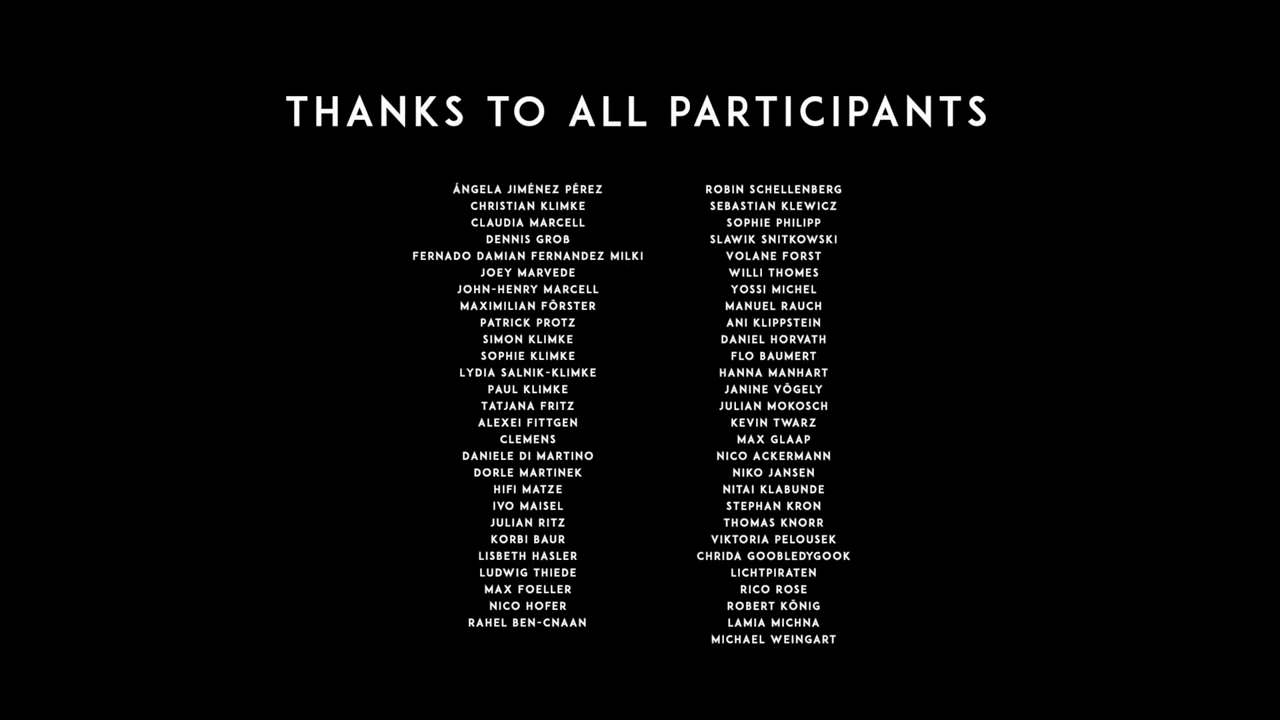 THANKS TO ALL PARTICIPANTS
ÁNGELA JIMÉNEZ PÉREZ
CHRISTIAN KLIMKE
CLAUDIA MARCELL
DENNIS GROB
FERNADO DAMIAN FERNANDEZ MILKI
JOEY MARVEDE
JOHN-HENRY MARCELL
MAXIMILIAN FÖRSTER
PATRICK PROTZ
SIMON KLIMKE
SOPHIE KLIMKE
LYDIA SALNIK-KLIMKE
PAUL KLIMKE
TATJANA FRITZ
ALEXEI FITTGEN
CLEMENS
DANIELE DI MARTINO
DORLE MARTINEK
HIFI MATZE
IVO MAISEL
JULIAN RITZ
KORBI BAUR
LISBETH HASLER
LUDWIG THIEDE
MAX FOELLER
NICO HOFER
RAHEL BEN-CNAAN
ROBIN SCHELLENBERG
SEBASTIAN KLEWICZ
SOPHIE PHILIPP
SLAWIK SNITKOWSKI
VOLANE FORST
WILLI THOMES
YOSSI MICHEL
MANUEL RAUCH
ANI KLIPPSTEIN
DANIEL HORVATH
FLO BAUMERT
HANNA MANHART
JANINE VÖGELY
JULIAN MOKOSCH
KEVIN TWARZ
MAX GLAAP
NICO ACKERMANN
NIKO JANSEN
NITAI KLABUNDE
STEPHAN KRON
THOMAS KNORR
VIKTORIA PELOUSEK
CHRIDA GOOBLEDYGOOK
LICHTPIRATEN
RICO ROSE
ROBERT KÖNIG
LAMIA MICHNA
MICHAEL WEINGART